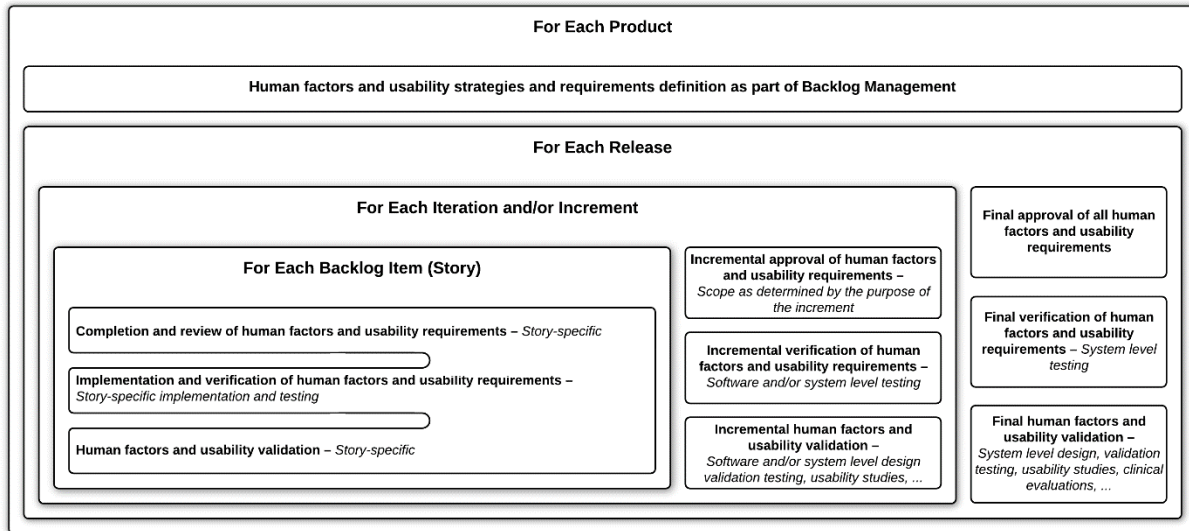 For Each Product
Human factors and usability strategies and requirements definition as part of Backlog Management
For Each Release
For Each Iteration and/or Increment
For Each Backlog Item (Story)
Completion and review of human factors and usability requirements – Story-specific
Implementation and verification of human factors and usability requirements –
Story-specific implementation and testing
Human factors and usability validation – Story-specific
Incremental approval of human factors
and usability requirements –
Scope as determined by the purpose of
the increment
Incremental verification of human
factors and usability requirements –
Software and/or system level testing
Incremental human factors and
usability validation –
Software and/or system level design
validation testing, usability studies, ...
Final approval of all human
factors and usability
requirements
Final verification of human
factors and usability
requirements – System level
testing
Final human factors and
usability validation –
System level design, validation
testing, usability studies, clinical
evaluations, ...